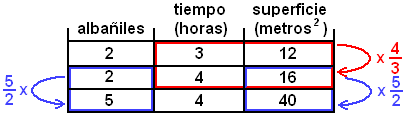 albañiles tiempo (horas) superficie (metros²)
2 3 12
x 4/3
2 4 16
5/2 x x 5/2
5 4 40